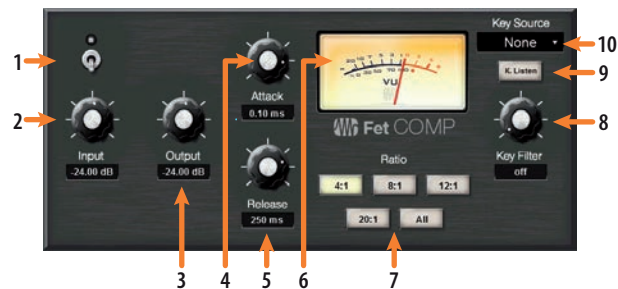 Key Source
None
10
1
K. Listen
9
4
6
VU
2
Attack
0.10 ms
Fet COMP
8
Input
-24.00 dB
Output
-24.00 dB
Ratio
Key Filter
off
4:1
8:1
12:1
Release
250 ms
20:1
All
3
5
7